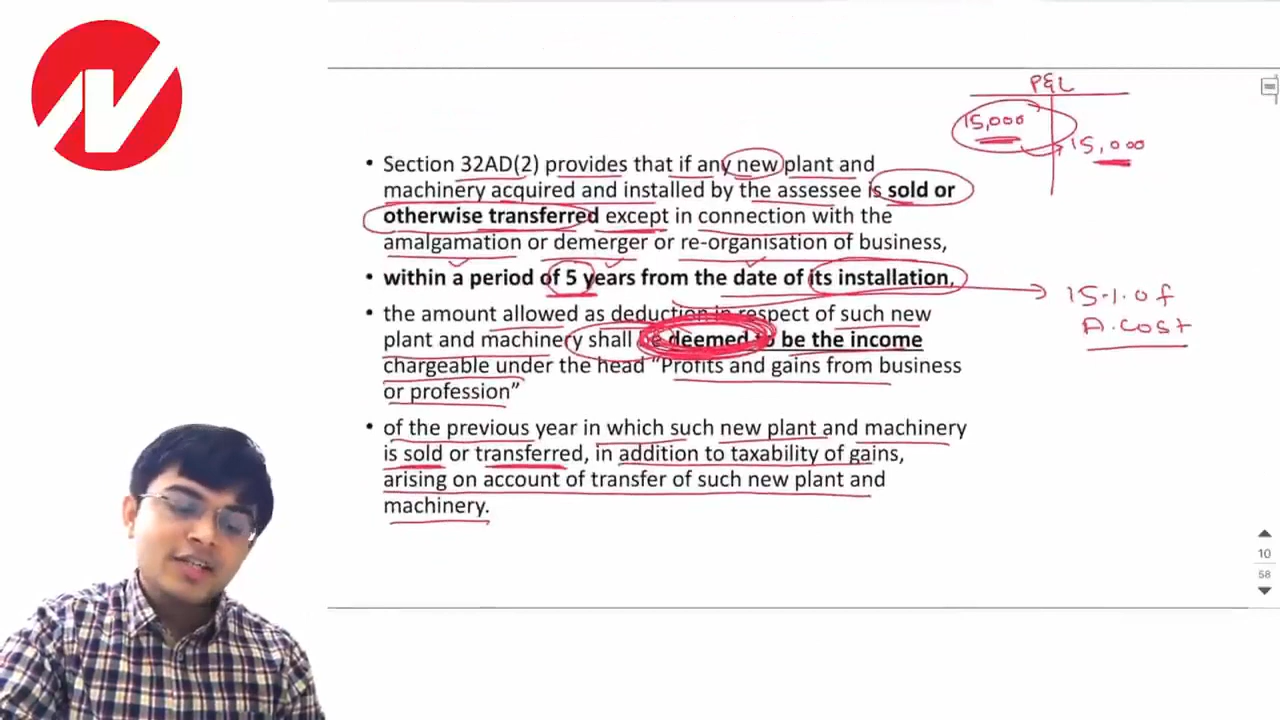 P&L
15,000
15,000
• Section 32AD(2) provides that if any new plant and
machinery acquired and installed by the assessee is sold or
otherwise transferred except in connection with the
amalgamation or demerger or re-organisation of business,
• within a period of 5 years from the date of its installation,
15% of
A.cost
• the amount allowed as deduction in respect of such new
plant and machinery shall be deemed to be the income
chargeable under the head “Profits and gains from business
or profession”
• of the previous year in which such new plant and machinery
is sold or transferred, in addition to taxability of gains,
arising on account of transfer of such new plant and
machinery.
10
58